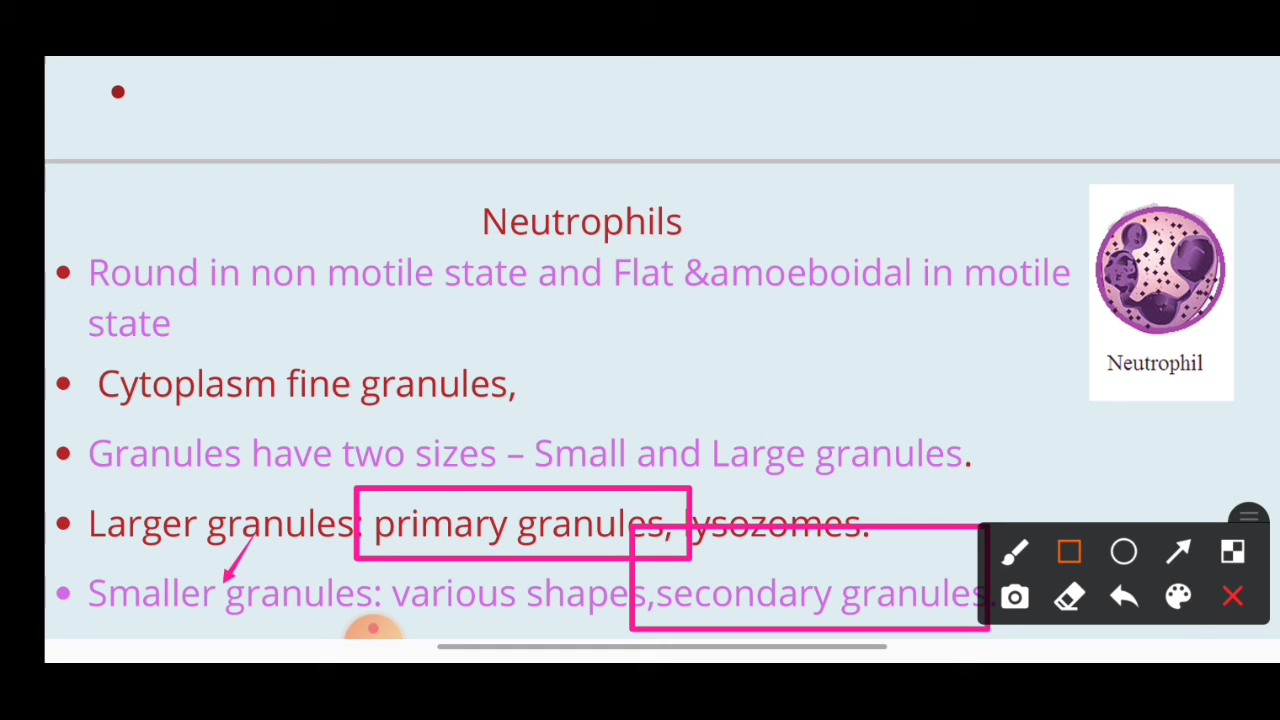 Neutrophils
• Round in non motile state and Flat &amoeboidal in motile
state
• Cytoplasm fine granules,
• Granules have two sizes – Small and Large granules.
• Larger granules: primary granules, lysozomes.
• Smaller granules: various shapes,secondary granules.
Neutrophil